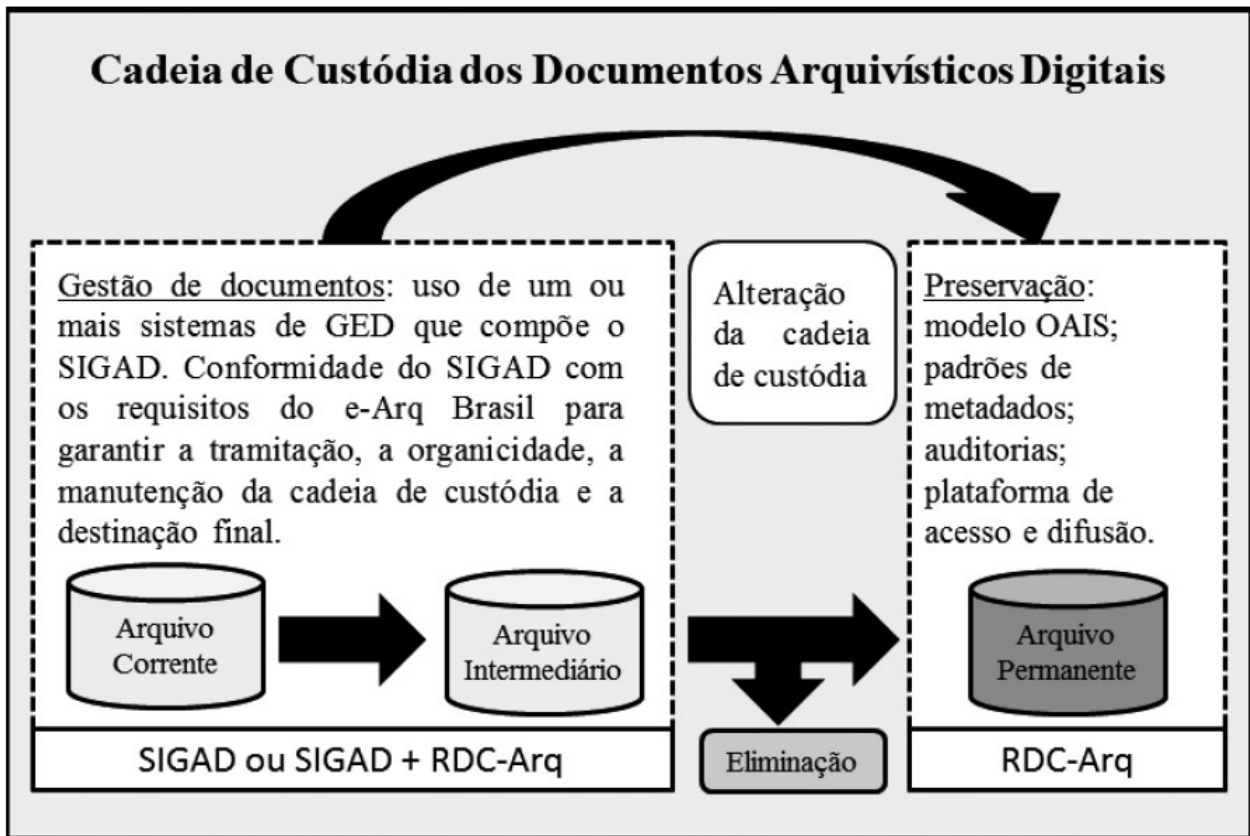 Cadeia de Custódia dos Documentos Arquivísticos Digitais
Gestão de documentos: uso de um ou
mais sistemas de GED que compõe o
SIGAD. Conformidade do SIGAD com
os requisitos do e-Arq Brasil para
garantir a tramitação, a organicidade, a
manutenção da cadeia de custódia e a
destinação final.
Arquivo
Corrente
Arquivo
Intermediário
SIGAD ou SIGAD + RDC-Arq
Alteração
da cadeia
de custódia
Eliminação
Preservação:
modelo OAIS;
padrões de
metadados;
auditorias;
plataforma de
acesso e difusão.
Arquivo
Permanente
RDC-Arq